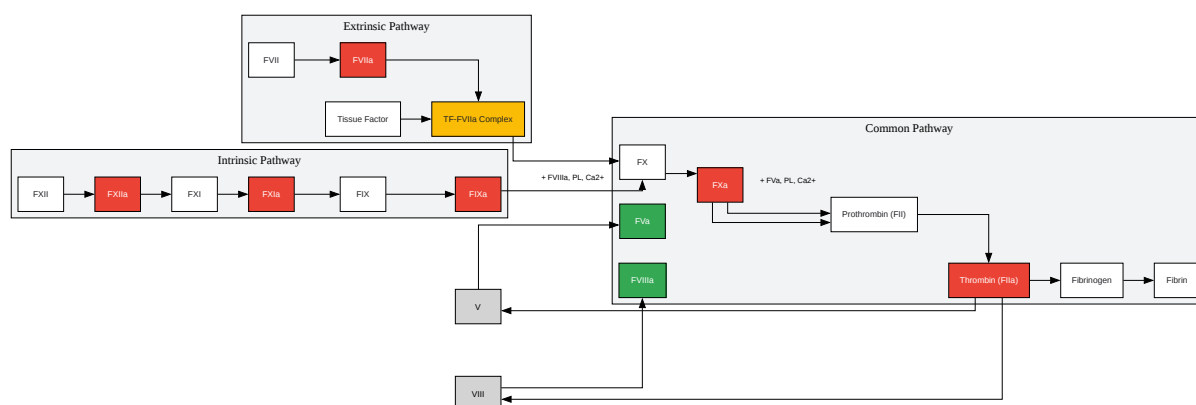 Extrinsic Pathway
FVII
FVIIa
Tissue Factor
TF-FVIIa Complex
Intrinsic Pathway
FXII
FXIIa
FXI
FXIa
FIX
FIXa
+ FVIIIa, PL, Ca2+
Common Pathway
FX
FXa
+ FVa, PL, Ca2+
FVa
Prothrombin (FII)
FVIIIa
Thrombin (FIIa)
Fibrinogen
Fibrin
V
VIII